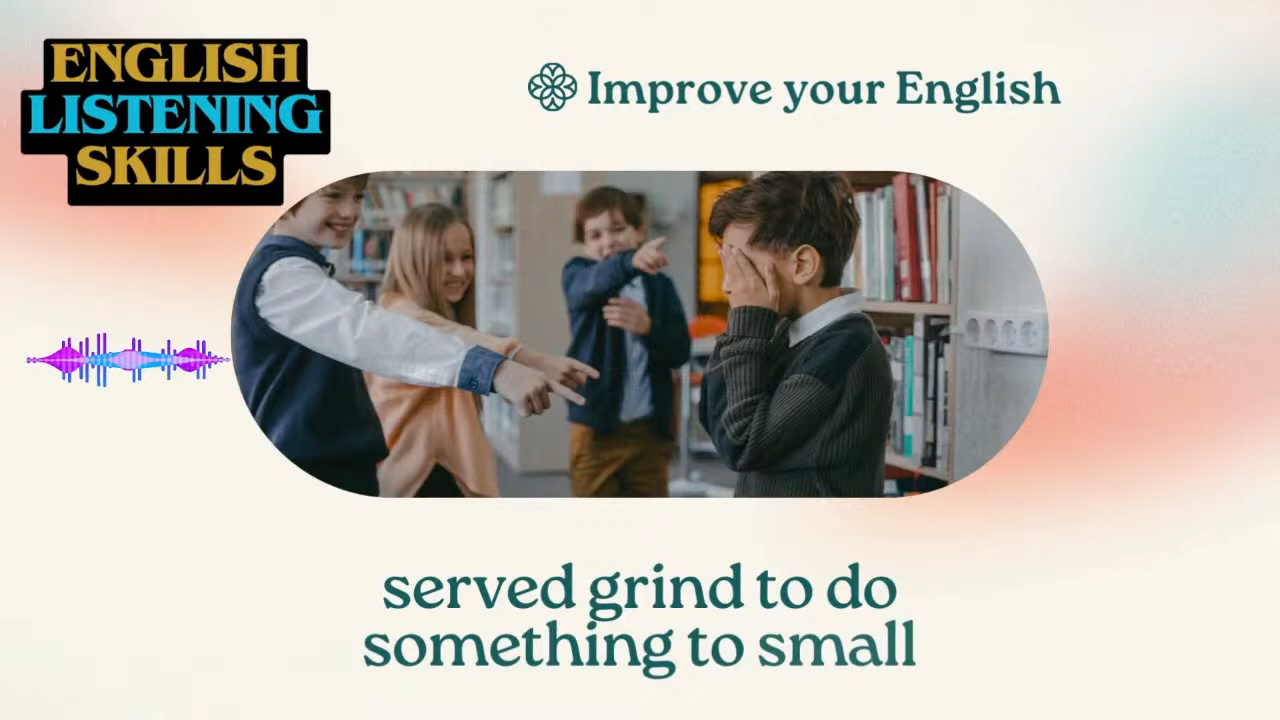 ENGLISH
LISTENING
SKILLS
Improve your English
served grind to do
something to small